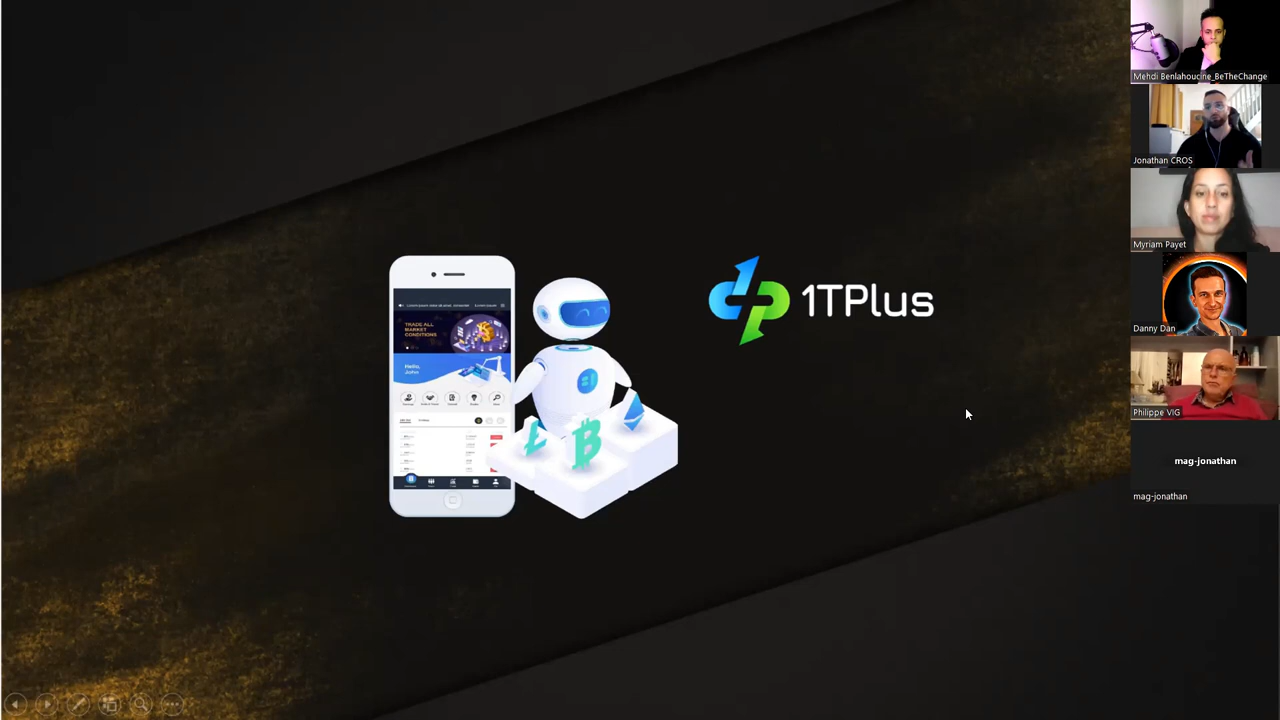 1TPlus
TRADE ALL
MARKET
CONDITIONS
Hello,
John
Mehdi Benlahoucine_BeTheChange
Jonathan CROS
Myriam Payet
Danny Dan
Philippe VIG
mag-jonathan
mag-jonathan